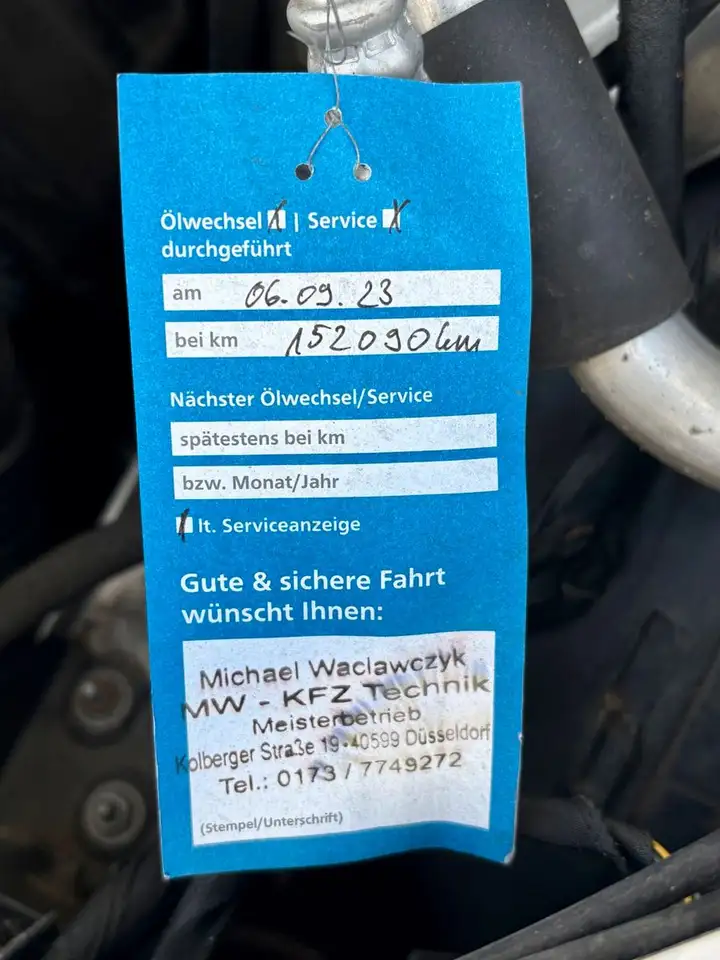 Ölwechsel | Service
durchgeführt
am 06.09.23
bei km 152090 km
Nächster Ölwechsel/Service
spätestens bei km
bzw. Monat/Jahr
lt. Serviceanzeige
Gute & sichere Fahrt
wünscht Ihnen:
Michael Waclawczyk
MW - KFZ Technik
Meisterbetrieb
Kolberger Straße 19•40599 Düsseldorf
Tel.: 0173 / 7749272
(Stempel/Unterschrift)